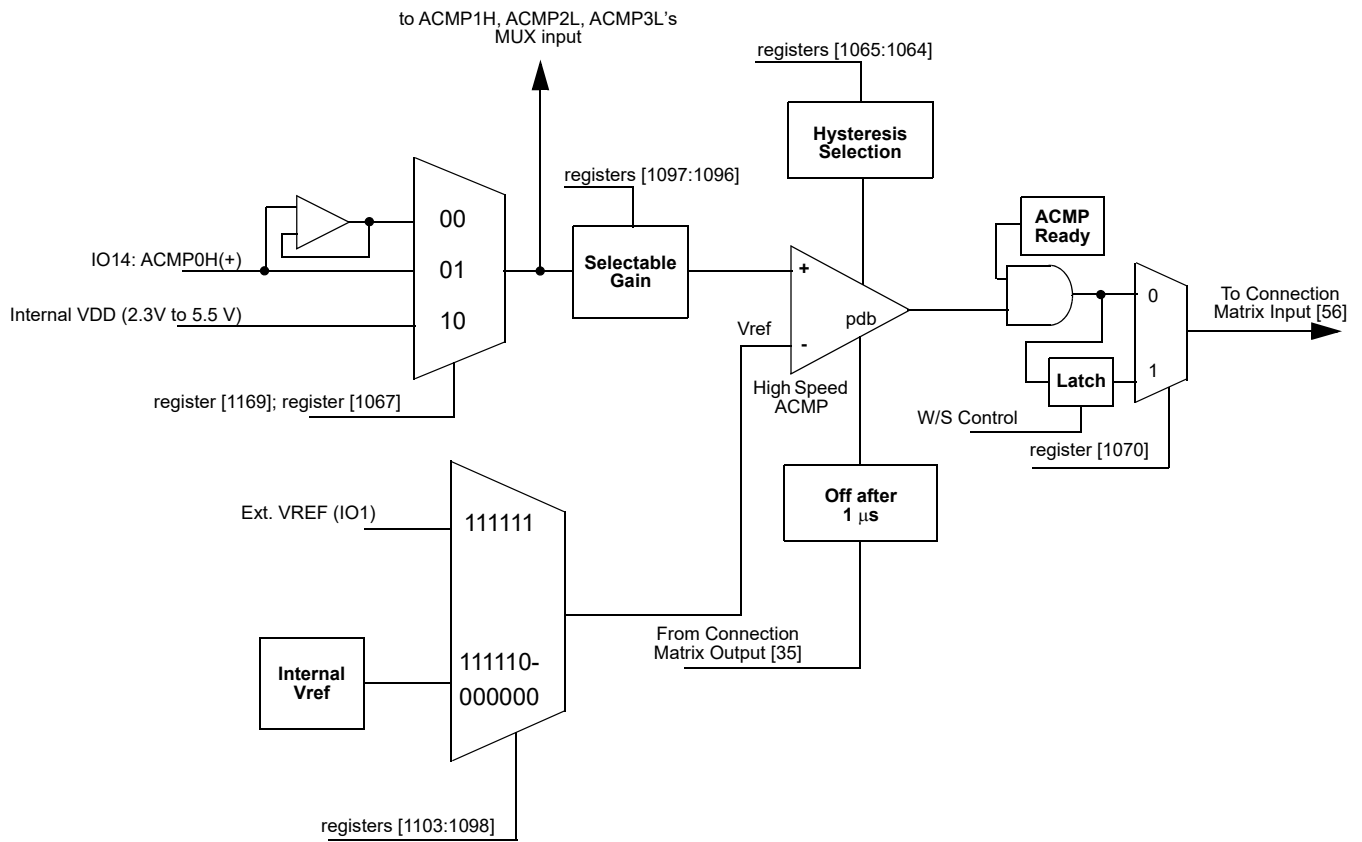 to ACMP1H, ACMP2L, ACMP3L's
MUX input
registers [1065:1064]
Hysteresis
Selection
registers [1097:1096]
00
01
10
IO14: ACMP0H(+)
Internal VDD (2.3V to 5.5 V)
Selectable
Gain
register [1169]; register [1067]
+
-
pdb
Vref
High Speed
ACMP
ACMP
Ready
0
1
Latch
To Connection
Matrix Input [56]
W/S Control
register [1070]
Off after
1 μs
Ext. VREF (IO1)
111111
Internal
Vref
111110-
000000
From Connection
Matrix Output [35]
registers [1103:1098]